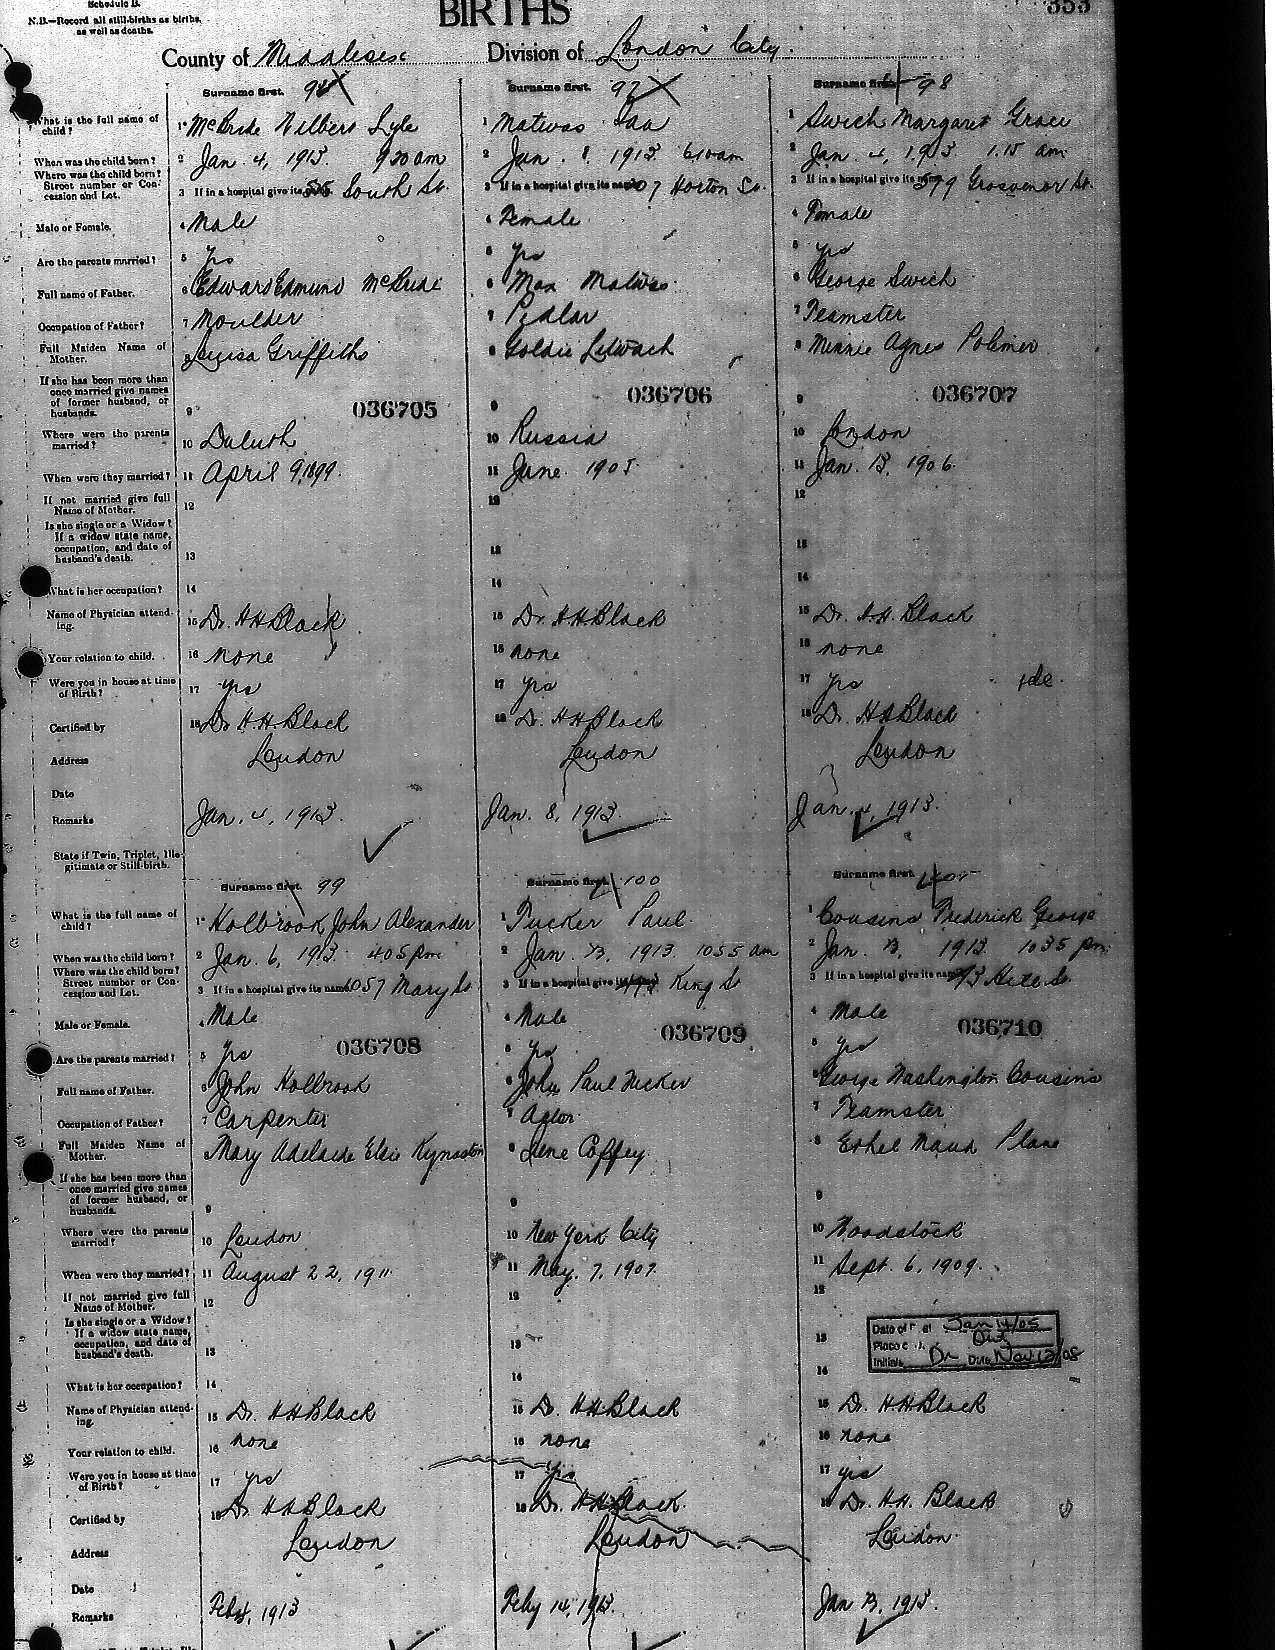 Schedule B.
N.B.—Record all still-births as births, as well as deaths.
BIRTHS
353
County of Middlesex Division of London City.
Surname first. 97
Surname first. 98
What is the full name of child?
1 McBride Wilbert Lyle
1 Matwas
1 Swich Margaret Grace
When was the child born?
2 Jan. 4, 1913. 9 20 am
2 Jan. 8, 1913. 6 10 am
2 Jan. 4, 1913 1.15 am.
Where was the child born? Street number or Concession and Lot.
3 If in a hospital give its name South St.
3 If in a hospital give its name 07 Horton St.
3 If in a hospital give its name 579 Grosvenor St.
Male or Female.
4 Male
4 Female
4 Female
Are the parents married?
5 yes
5 yes
5 yes
Full name of Father.
6 Edward Edmund McBride
6 Max Matwas
6 George Swich
Occupation of Father?
7 Moulder
7 Pedlar
7 Teamster
Full Maiden Name of Mother.
8 Louisa Griffiths
8 Goldie Letwach
8 Minnie Agnes Polmer
If she has been more than once married give names of former husband, or husbands.
9
036705
9
036706
9
036707
Where were the parents married?
10 Duluth
10 Russia
10 London
When were they married?
11 April 9, 1899.
11 June 1905
11 Jan. 13, 1906.
If not married give full Name of Mother.
12
12
12
Is she single or a Widow? If a widow state name, occupation, and date of husband's death.
13
13
13
What is her occupation?
14
14
14
Name of Physician attending.
15 Dr. H H Black
15 Dr. H H Black
15 Dr. H. H. Black
Your relation to child.
16 none
16 none
16 none
Were you in house at time of Birth?
17 yes
17 yes
17 yes
Certified by
18 Dr. H. H. Black
18 Dr. H H Black
18 Dr. H H Black
Address
London
London
London
Date
Remarks
Jan. 4, 1913.
Jan. 8, 1913.
Jan. 4, 1913.
State if Twin, Triplet, Illegitimate or Still-birth.
Surname first. 99
Surname first. 100
Surname first.
What is the full name of child?
1 Holbrook John Alexander
1 Tucker Paul
1 Cousins Frederick George
When was the child born?
2 Jan. 6, 1913. 4 05 pm
2 Jan. 13, 1913. 10 55 am
2 Jan. 13, 1913 10 35 pm
Where was the child born? Street number or Concession and Lot.
3 If in a hospital give its name 1057 Mary St
3 If in a hospital give its name King St
3 If in a hospital give its name St.
Male or Female.
4 Male
4 Male
4 Male
036708
036709
036710
Are the parents married?
5 yes
5 yes
5 yes
Full name of Father.
6 John Holbrook
6 John Paul Tucker
6 George Washington Cousins
Occupation of Father?
7 Carpenter
7 Actor
7 Teamster
Full Maiden Name of Mother.
8 Mary Adelaide Elsie Kynaston
8 Irene Coffey
8 Ethel Maud Plane
If she has been more than once married give names of former husband, or husbands.
9
9
9
Where were the parents married?
10 London
10 New York City
10 Woodstock
When were they married?
11 August 22, 1911
11 May. 7, 1907.
11 Sept. 6, 1909.
If not married give full Name of Mother.
12
12
12
Is she single or a Widow? If a widow state name, occupation, and date of husband's death.
13
13
13
Date of Jan 14/05
Place Ont
Initials Dr Date Nov 12/08
What is her occupation?
14
14
14
Name of Physician attending.
15 Dr. H H Black
15 Dr. H H Black
15 Dr. H. H. Black
Your relation to child.
16 none
16 none
16 none
Were you in house at time of Birth?
17 yes
17 yes
17 yes
Certified by
18 Dr. H H Black
18 Dr. H H Black
18 Dr. H H. Black
Address
London
London
London
Date
Remarks
Feb 4, 1913
Feby 14, 1913.
Jan 13, 1913.